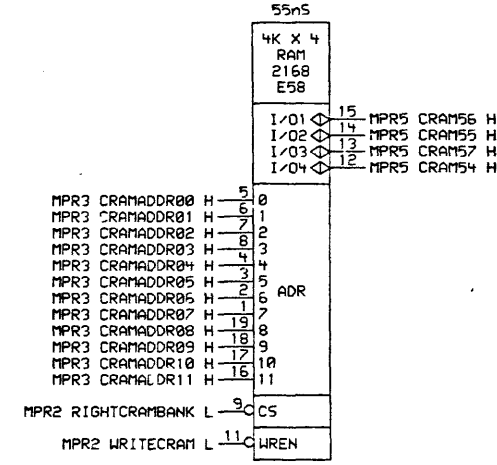 55nS
4K X 4
RAM
2168
E58
I/O1 15 MPR5 CRAM56 H
I/O2 14 MPR5 CRAM55 H
I/O3 13 MPR5 CRAM57 H
I/O4 12 MPR5 CRAM54 H
MPR3 CRAMADDR00 H 5 0
MPR3 CRAMADDR01 H 6 1
MPR3 CRAMADDR02 H 7 2
MPR3 CRAMADDR03 H 8 3
MPR3 CRAMADDR04 H 4 4
MPR3 CRAMADDR05 H 3 5
MPR3 CRAMADDR06 H 2 6 ADR
MPR3 CRAMADDR07 H 1 7
MPR3 CRAMADDR08 H 19 8
MPR3 CRAMADDR09 H 18 9
MPR3 CRAMADDR10 H 17 10
MPR3 CRAMADDR11 H 16 11
MPR2 RIGHTCRAMBANK L 9 CS
MPR2 WRITECRAM L 11 WREN